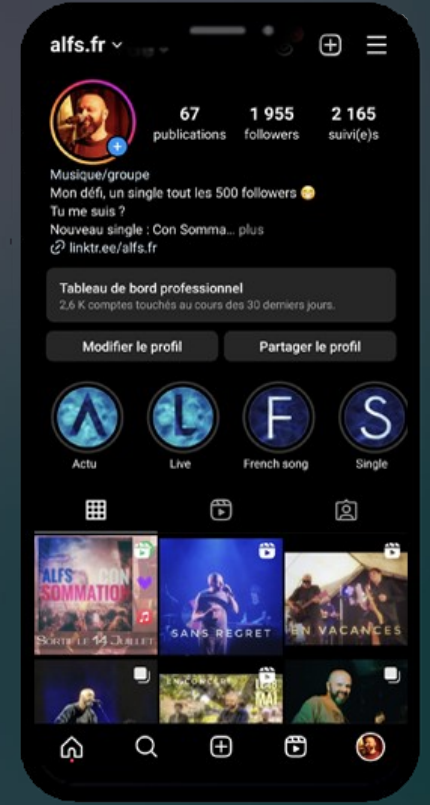 alfs.fr
67
1 955
2 165
publications
followers
suivi(e)s
Musique/groupe
Mon défi, un single tout les 500 followers 😁
Tu me suis ?
Nouveau single : Con Somma... plus
linktr.ee/alfs.fr
Tableau de bord professionnel
2,6 K comptes touchés au cours des 30 derniers jours.
Modifier le profil
Partager le profil
Λ
L
F
S
Actu
Live
French song
Single
ALFS CON
SOMMATION
SORTIE LE 14 JUILLET
SANS REGRET
EN VACANCES
EN CONCERT